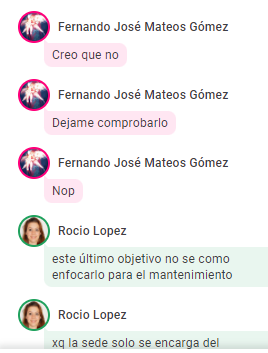 Fernando José Mateos Gómez
Creo que no
Fernando José Mateos Gómez
Dejame comprobarlo
Fernando José Mateos Gómez
Nop
Rocio Lopez
este último objetivo no se como
enfocarlo para el mantenimiento
Rocio Lopez
xq la sede solo se encarga del